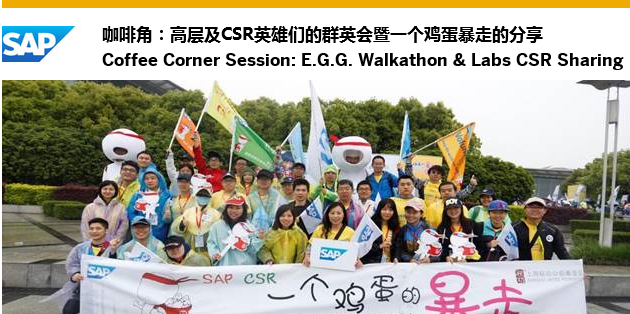 SAP
咖啡角：高层及CSR英雄们的群英会暨一个鸡蛋暴走的分享
Coffee Corner Session: E.G.G. Walkathon & Labs CSR Sharing
SAP
SAP
SAP CSR
一个鸡蛋的暴走